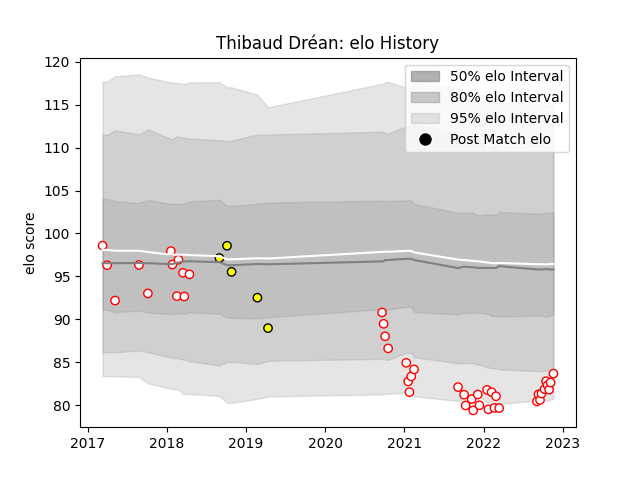 Thibaud Dréan: elo History
120
115
110
105
100
95
90
85
80
elo score
50% elo Interval
80% elo Interval
95% elo Interval
Post Match elo
2017 2018 2019 2020 2021 2022 2023